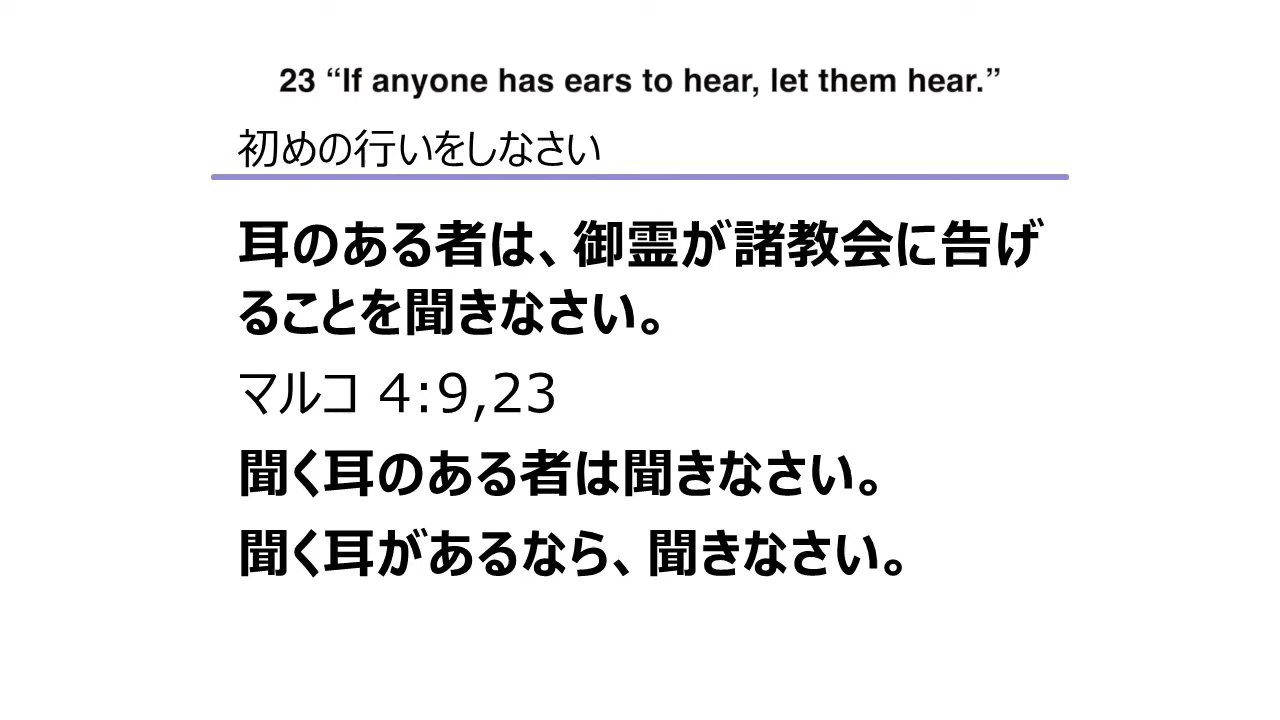 23 “If anyone has ears to hear, let them hear.”
初めの行いをしなさい
耳のある者は、御霊が諸教会に告げ
ることを聞きなさい。
マルコ 4:9,23
聞く耳のある者は聞きなさい。
聞く耳があるなら、聞きなさい。